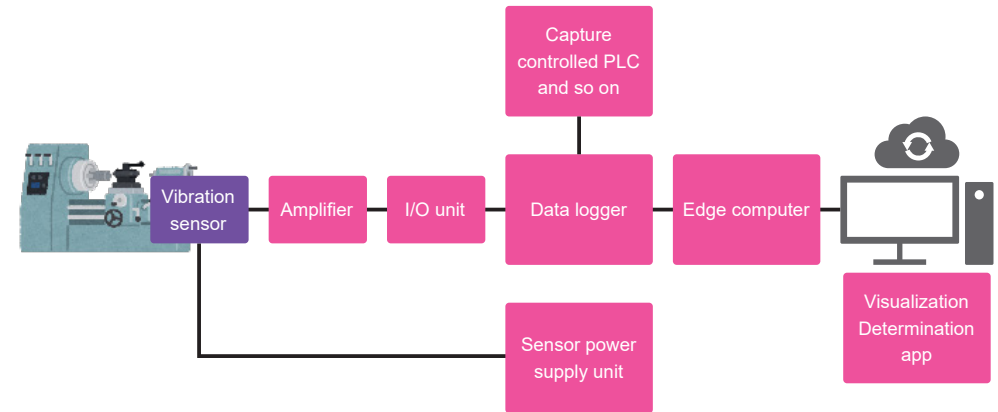 Capture
controlled PLC
and so on
Vibration
sensor
Amplifier
I/O unit
Data logger
Edge computer
Visualization
Determination
app
Sensor power
supply unit